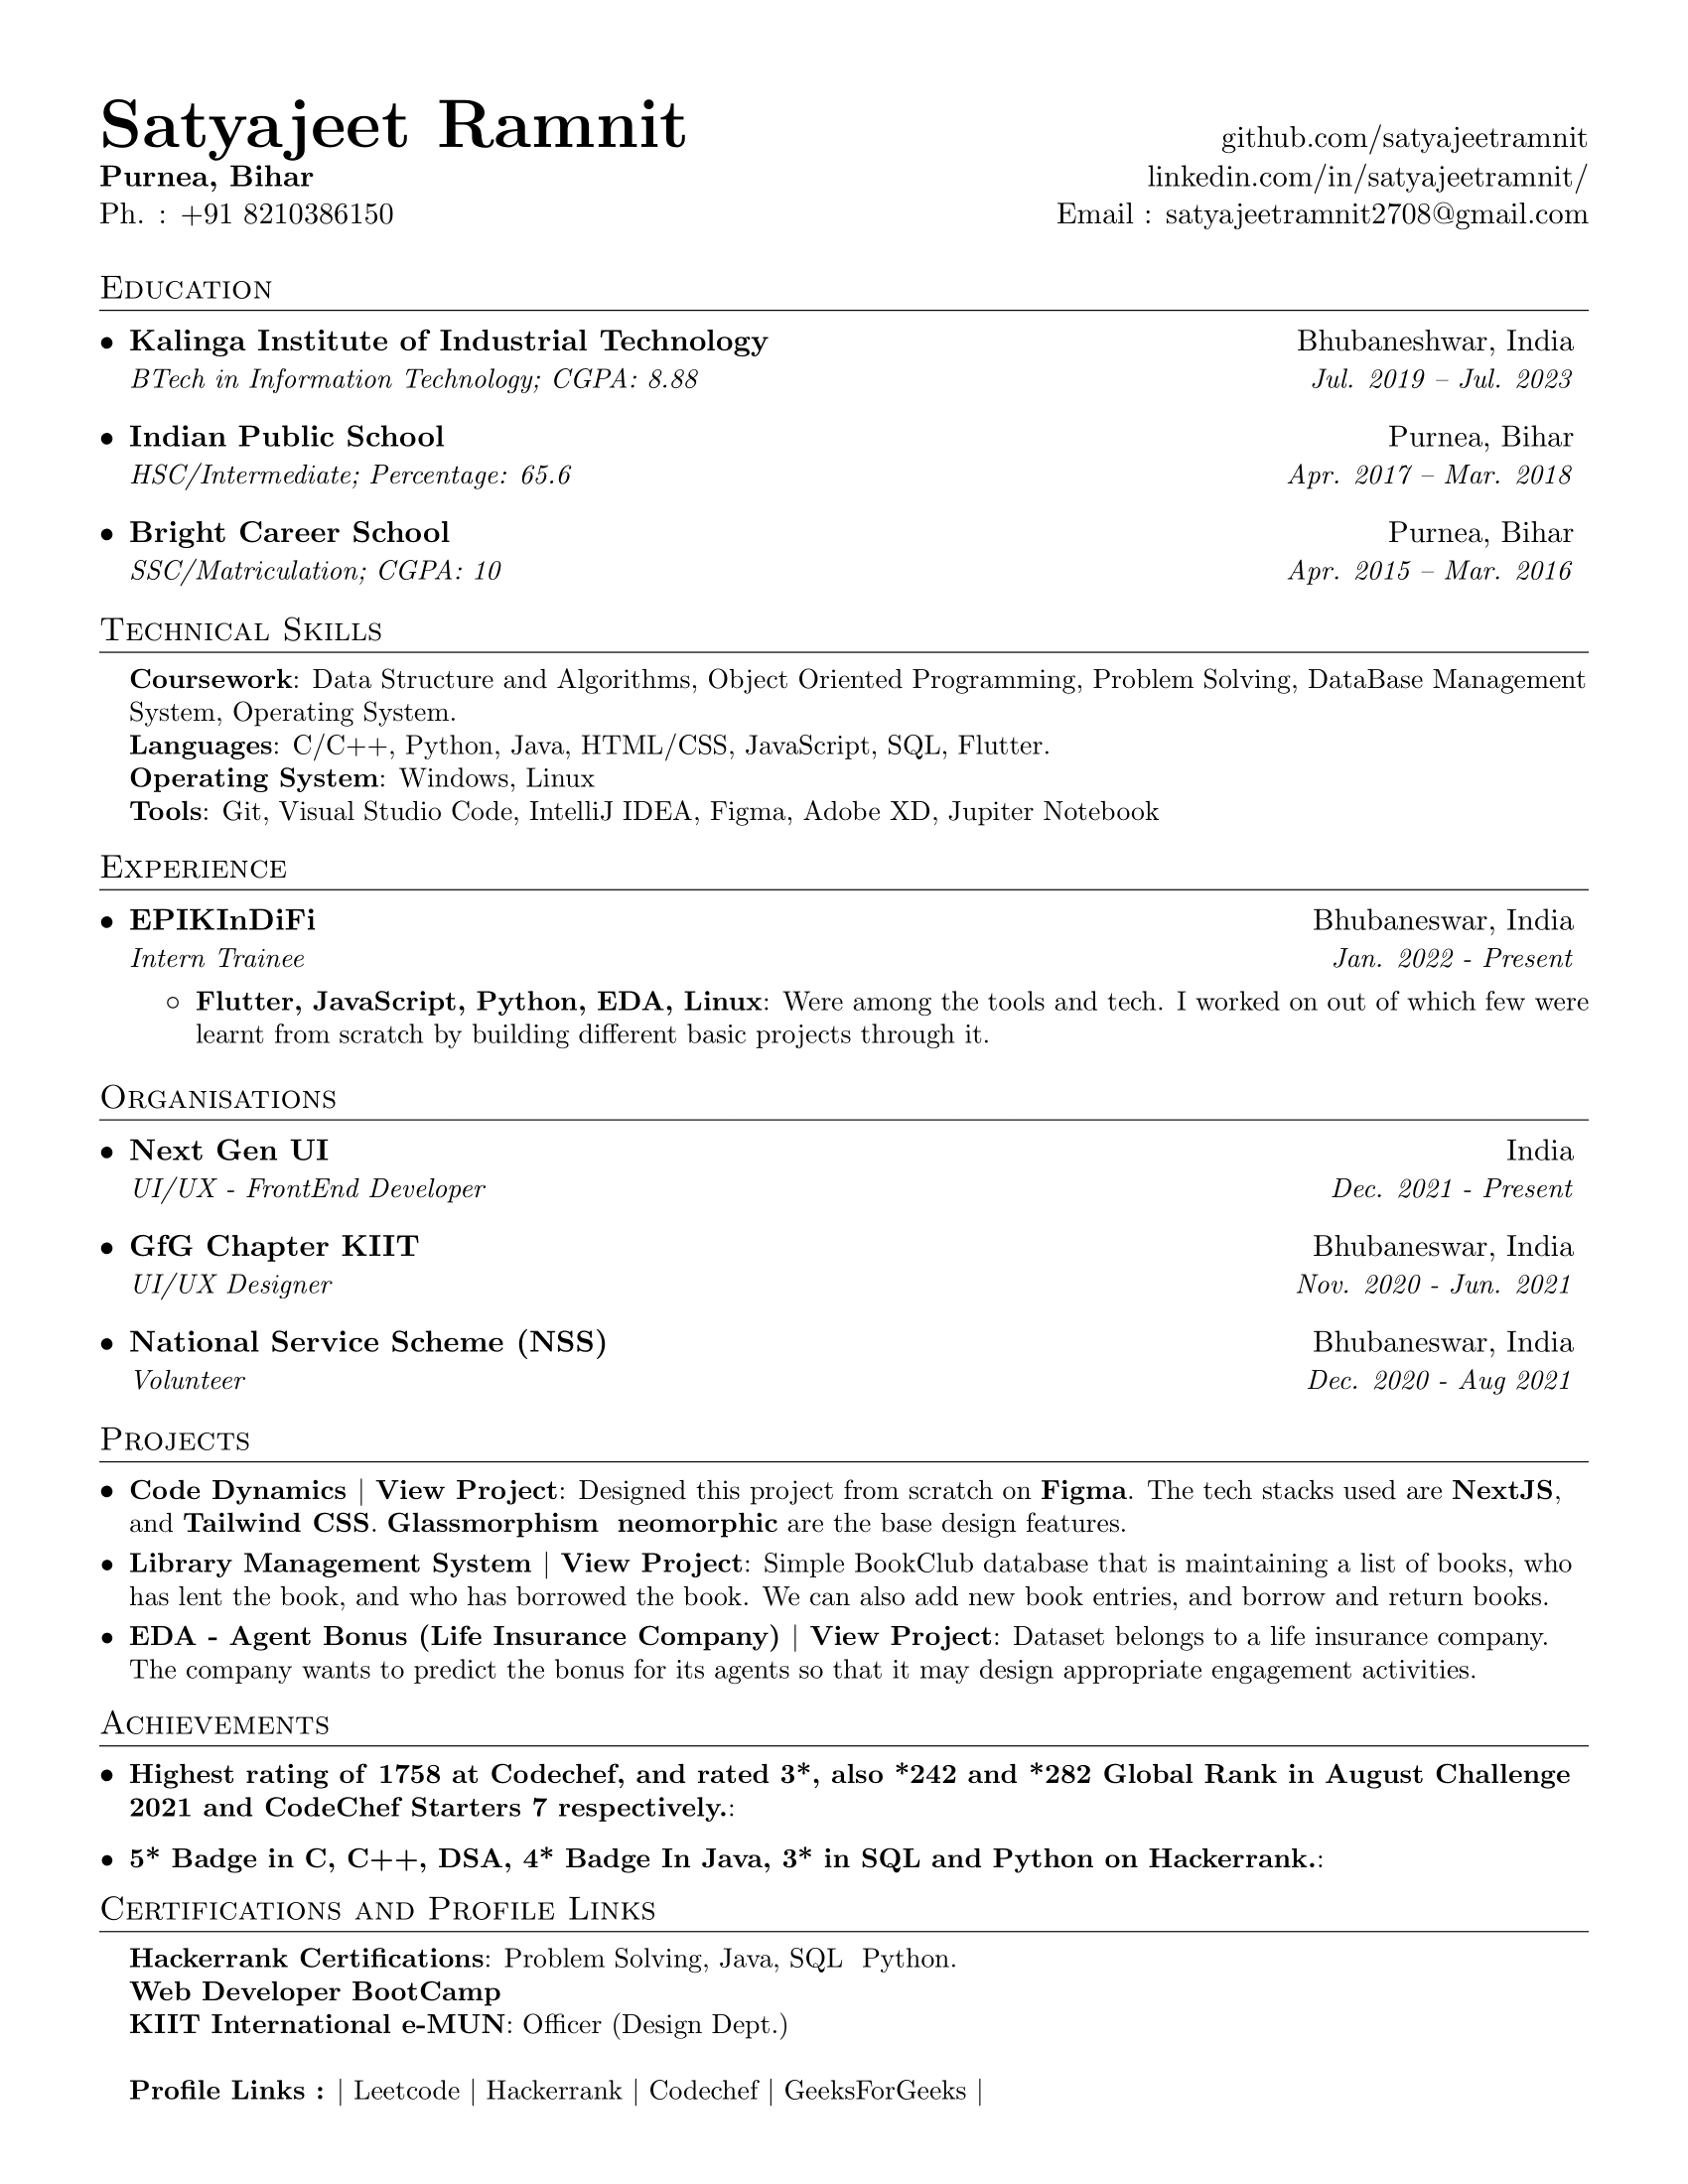 Satyajeet Ramnit
github.com/satyajeetramnit
Purnea, Bihar
linkedin.com/in/satyajeetramnit/
Ph. : +91 8210386150
Email : satyajeetramnit2708@gmail.com
Education
• Kalinga Institute of Industrial Technology Bhubaneshwar, India
BTech in Information Technology; CGPA: 8.88 Jul. 2019 – Jul. 2023
• Indian Public School Purnea, Bihar
HSC/Intermediate; Percentage: 65.6 Apr. 2017 – Mar. 2018
• Bright Career School Purnea, Bihar
SSC/Matriculation; CGPA: 10 Apr. 2015 – Mar. 2016
Technical Skills
Coursework: Data Structure and Algorithms, Object Oriented Programming, Problem Solving, DataBase Management
System, Operating System.
Languages: C/C++, Python, Java, HTML/CSS, JavaScript, SQL, Flutter.
Operating System: Windows, Linux
Tools: Git, Visual Studio Code, IntelliJ IDEA, Figma, Adobe XD, Jupiter Notebook
Experience
• EPIKInDiFi Bhubaneswar, India
Intern Trainee Jan. 2022 - Present
◦ Flutter, JavaScript, Python, EDA, Linux: Were among the tools and tech. I worked on out of which few were
learnt from scratch by building different basic projects through it.
Organisations
• Next Gen UI India
UI/UX - FrontEnd Developer Dec. 2021 - Present
• GfG Chapter KIIT Bhubaneswar, India
UI/UX Designer Nov. 2020 - Jun. 2021
• National Service Scheme (NSS) Bhubaneswar, India
Volunteer Dec. 2020 - Aug 2021
Projects
• Code Dynamics | View Project: Designed this project from scratch on Figma. The tech stacks used are NextJS,
and Tailwind CSS. Glassmorphism neomorphic are the base design features.
• Library Management System | View Project: Simple BookClub database that is maintaining a list of books, who
has lent the book, and who has borrowed the book. We can also add new book entries, and borrow and return books.
• EDA - Agent Bonus (Life Insurance Company) | View Project: Dataset belongs to a life insurance company.
The company wants to predict the bonus for its agents so that it may design appropriate engagement activities.
Achievements
• Highest rating of 1758 at Codechef, and rated 3*, also *242 and *282 Global Rank in August Challenge
2021 and CodeChef Starters 7 respectively.:
• 5* Badge in C, C++, DSA, 4* Badge In Java, 3* in SQL and Python on Hackerrank.:
Certifications and Profile Links
Hackerrank Certifications: Problem Solving, Java, SQL Python.
Web Developer BootCamp
KIIT International e-MUN: Officer (Design Dept.)
Profile Links : | Leetcode | Hackerrank | Codechef | GeeksForGeeks |